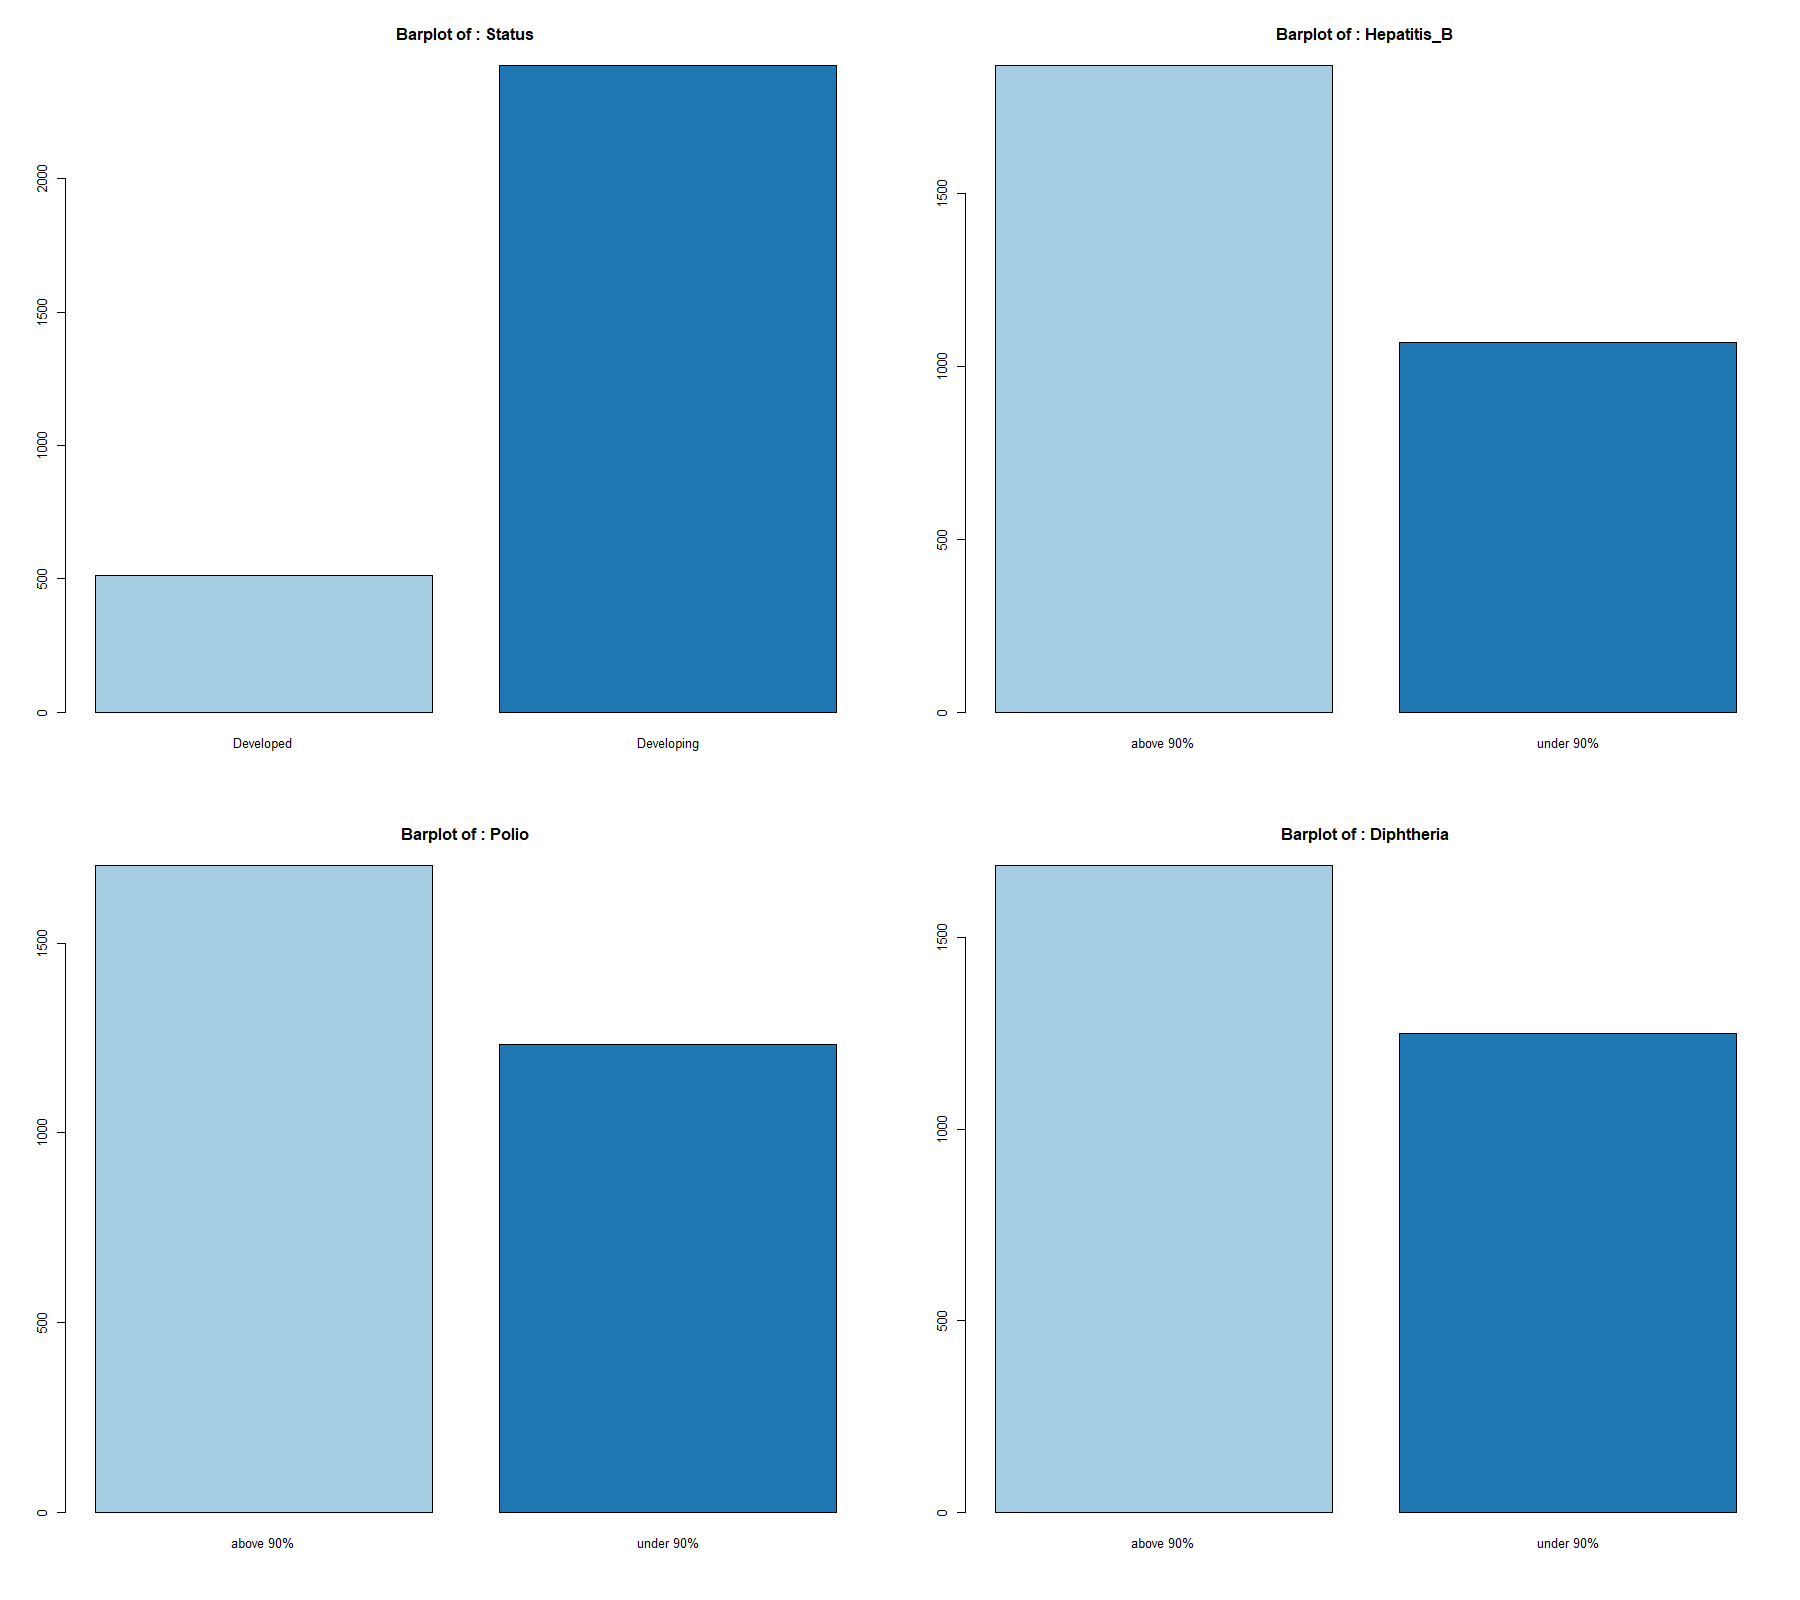 Barplot of : Status
2000
1500
1000
500
0
Developed Developing
Barplot of : Hepatitis_B
1500
1000
500
0
above 90% under 90%
Barplot of : Polio
1500
1000
500
0
above 90% under 90%
Barplot of : Diphtheria
1500
1000
500
0
above 90% under 90%